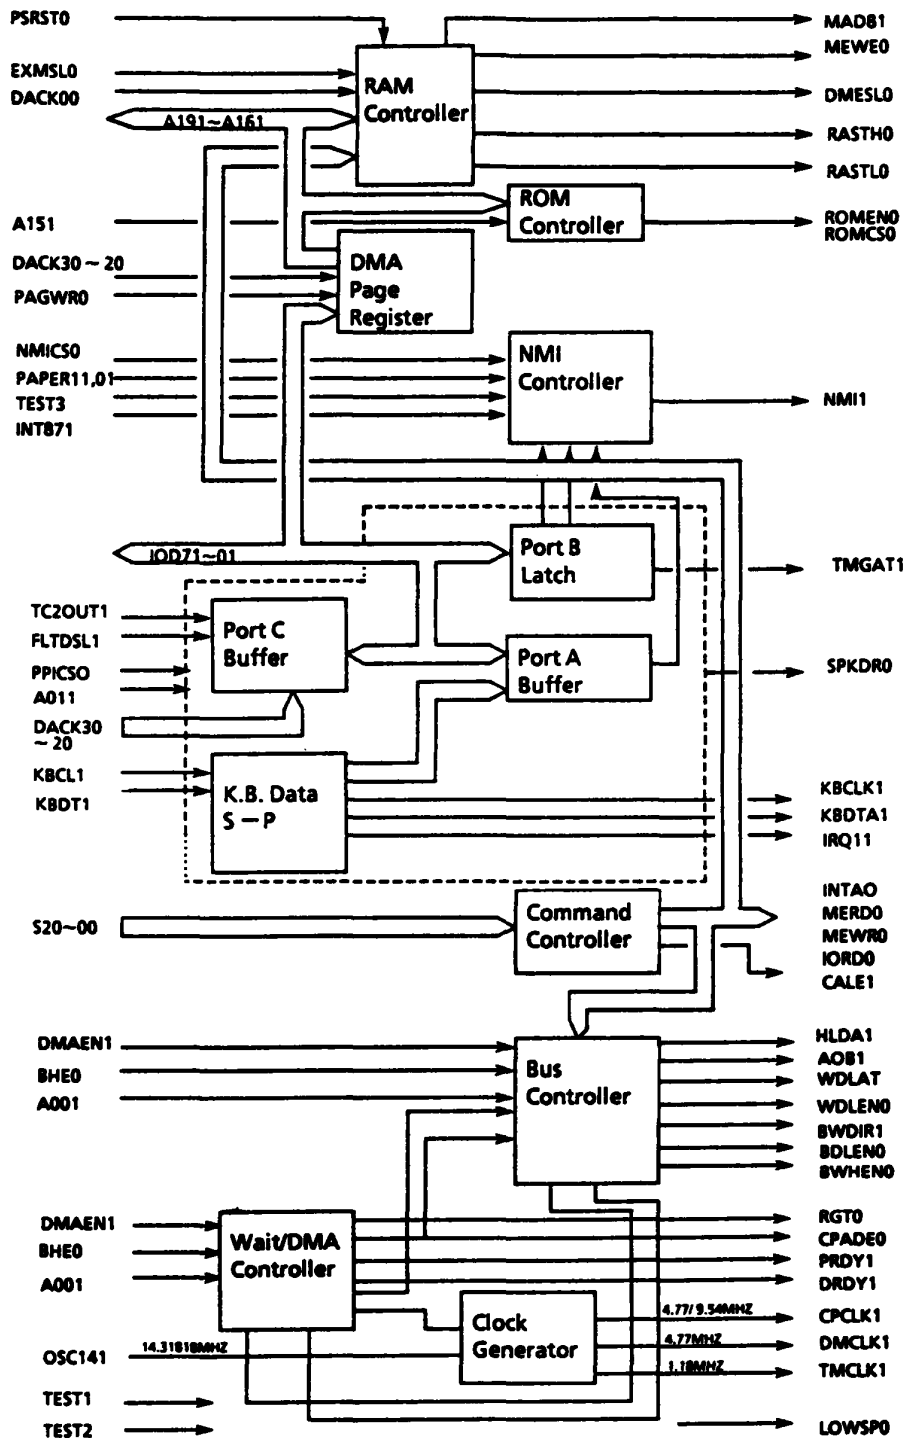 PSRST0
MADB1
MEWE0
EXMSL0
DACK00
RAM
Controller
DMESL0
A191~A161
RASTH0
RASTL0
ROM
Controller
A151
ROMEN0
ROMCS0
DACK30 ~ 20
PAGWR0
DMA
Page
Register
NMICS0
PAPER11,01
TEST3
INT871
NMI
Controller
NMI1
IOD71~01
Port B
Latch
TMGAT1
TC2OUT1
FLTDSL1
Port C
Buffer
PPICSO
A011
Port A
Buffer
SPKDR0
DACK30
~ 20
KBCL1
KBDT1
K.B. Data
S — P
KBCLK1
KBDTA1
IRQ11
S20~00
Command
Controller
INTAO
MERD0
MEWR0
IORD0
CALE1
DMAEN1
BHE0
A001
Bus
Controller
HLDA1
AOB1
WDLAT
WDLEN0
BWDIR1
BDLEN0
BWHEN0
DMAEN1
BHE0
A001
Wait/DMA
Controller
RGT0
CPADE0
PRDY1
DRDY1
OSC141
14.31818MHZ
Clock
Generator
4.77/ 9.54MHZ
CPCLK1
4.77MHZ
DMCLK1
1.19MHZ
TMCLK1
TEST1
TEST2
LOWSP0